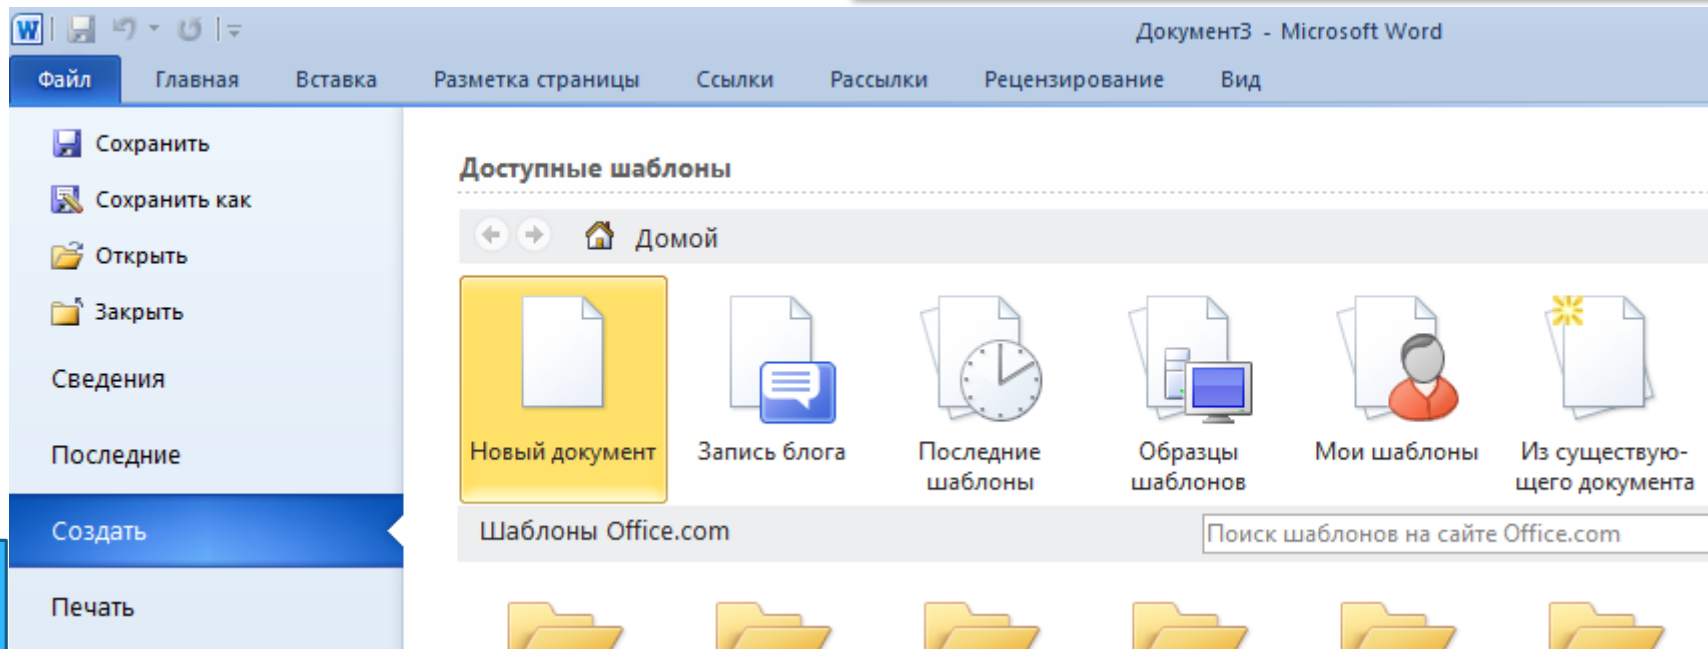 Документ3 - Microsoft Word
Файл Главная Вставка Разметка страницы Ссылки Рассылки Рецензирование Вид
Сохранить
Сохранить как
Открыть
Закрыть
Сведения
Последние
Создать
Печать
Доступные шаблоны
Домой
Новый документ
Запись блога
Последние
шаблоны
Образцы
шаблонов
Мои шаблоны
Из существую-
щего документа
Шаблоны Office.com
Поиск шаблонов на сайте Office.com